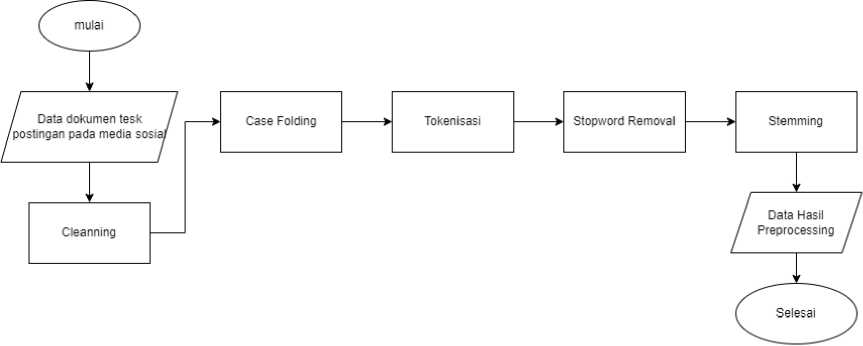 mulai
Data dokumen tesk
postingan pada media sosial
Cleanning
Case Folding
Tokenisasi
Stopword Removal
Stemming
Data Hasil
Preprocessing
Selesai